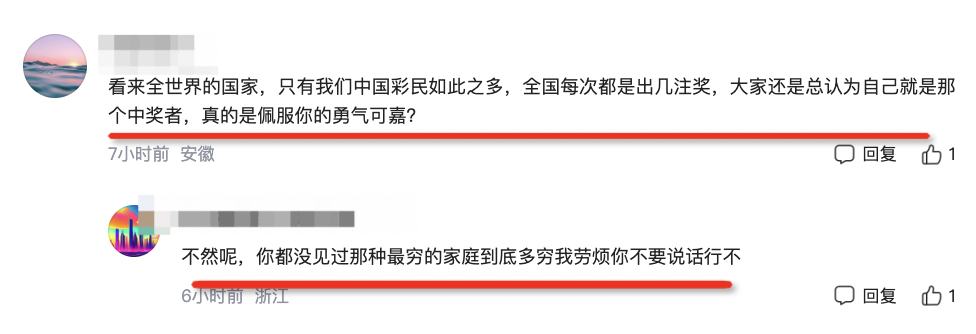 看来全世界的国家，只有我们中国彩民如此之多，全国每次都是出几注奖，大家还是总认为自己就是那
个中奖者，真的是佩服你的勇气可嘉？
7小时前 安徽
回复 1
不然呢，你都没见过那种最穷的家庭到底多穷我劳烦你不要说话行不
6小时前 浙江
回复 1